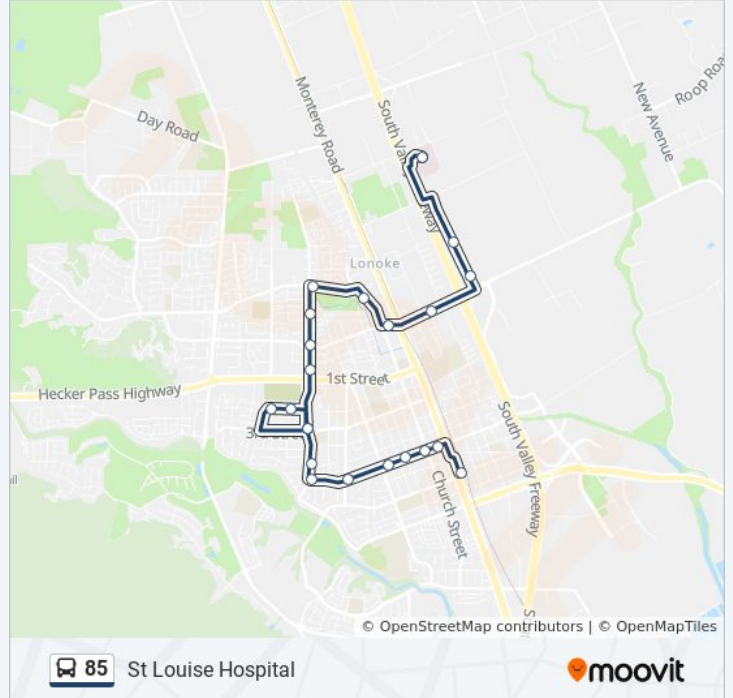 Roop Roa
New Avenue
Day Road
Monterey Road
South Valley Freeway
Lonoke
1st Street
Hecker Pass Highway
South Valley Freeway
Church Street
© OpenStreetMap contributors | © OpenMapTiles
85 St Louise Hospital
moovit